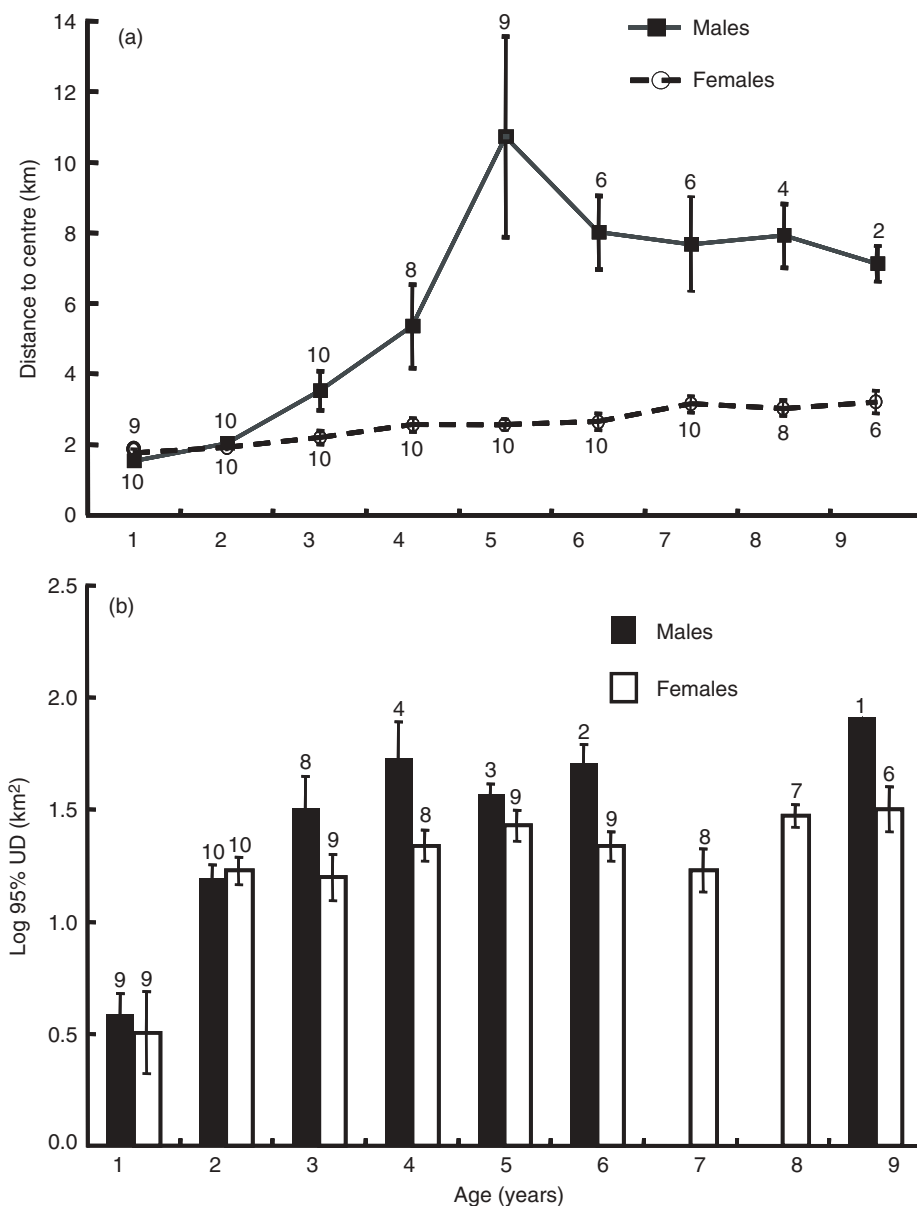 (a)
Males
Females
Distance to centre (km)
14
12
10
8
6
4
2
0
9 10 10 8 9 6 6 4 2
10 10 10 10 10 10 10 8 6
1 2 3 4 5 6 7 8 9
(b)
Males
Females
Log 95% UD (km²)
2.5
2.0
1.5
1.0
0.5
0.0
9 9 10 10 8 9 4 8 3 9 2 9 8 7 1 6
1 2 3 4 5 6 7 8 9
Age (years)